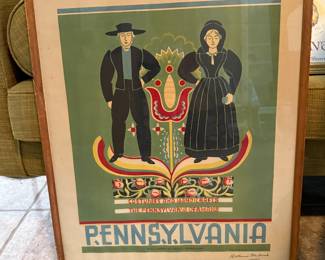 COSTUMES AND HANDICRAFTS
THE PENNSYLVANIA GERMANS
PENNSYLVANIA